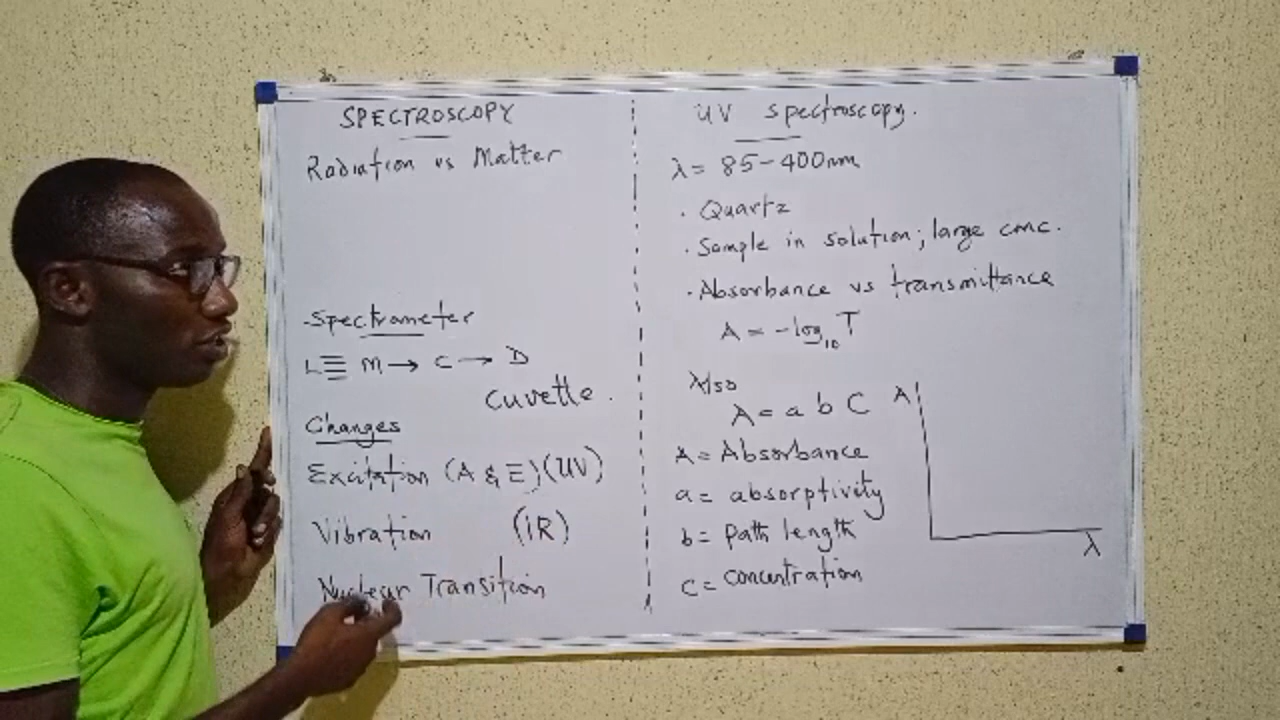 SPECTROSCOPY
Radiation vs Matter
Spectrometer
L≡ M → C → D
Cuvette.
Changes
Excitation (A & E)(UV)
Vibration (IR)
Nuclear Transition
UV spectroscopy.
λ = 85-400nm
· Quartz
· Sample in solution; large conc.
· Absorbance vs transmittance
A = -log₁₀ T
Also
A = a b C
A = Absorbance
a = absorptivity
b = path length
C = concentration
A
λ